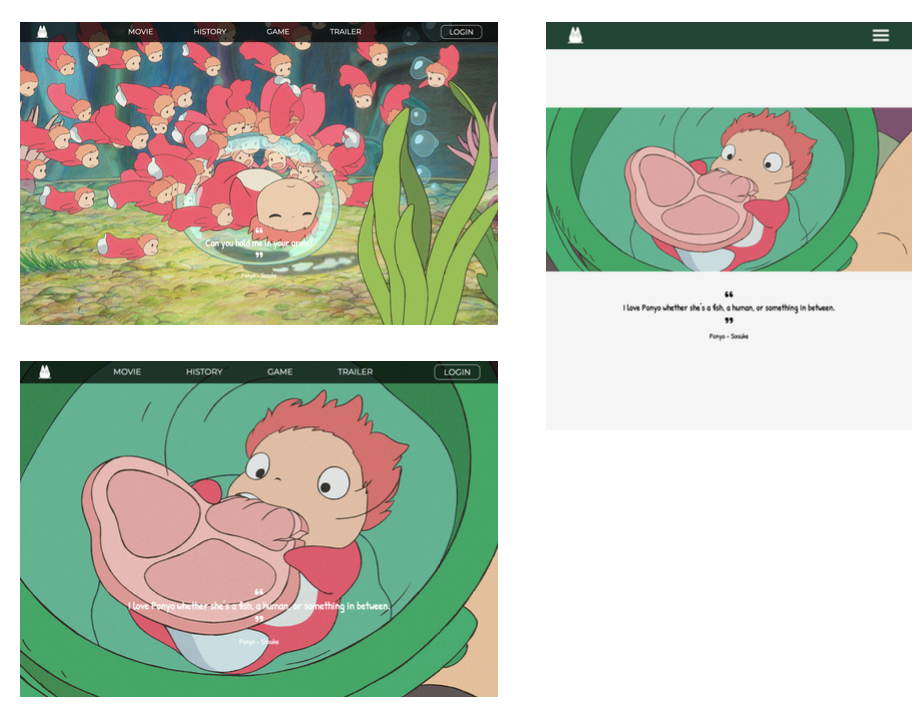 MOVIE HISTORY GAME TRAILER LOGIN
“
Can you hold me in your arms?
”
Ponyo - Sosuke
“
I love Ponyo whether she's a fish, a human, or something in between.
”
Ponyo - Sosuke
MOVIE HISTORY GAME TRAILER LOGIN
“
I love Ponyo whether she's a fish, a human, or something in between.
”
Ponyo - Sosuke